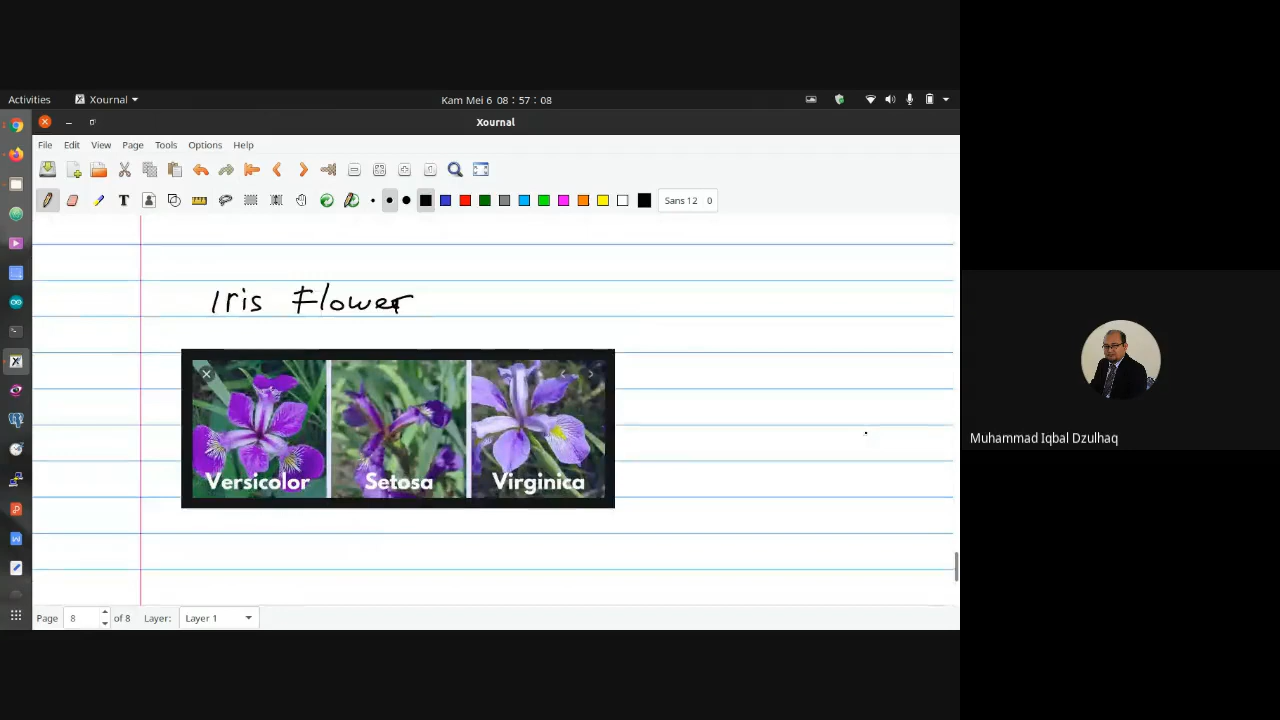 Activities Xournal Kam Mei 6 08 : 57 : 08
Xournal
File Edit View Page Tools Options Help
T Sans 12 0
Iris Flower
Versicolor Setosa Virginica
Muhammad Iqbal Dzulhaq
Page 8 of 8 Layer: Layer 1